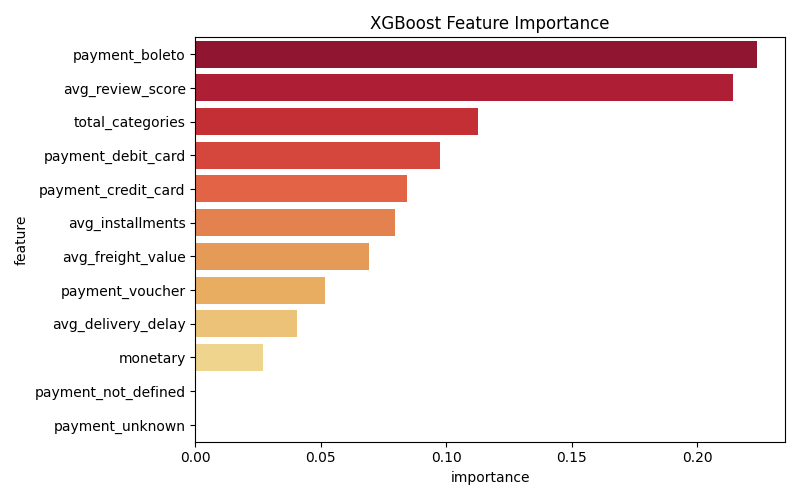 XGBoost Feature Importance
payment_boleto
avg_review_score
total_categories
payment_debit_card
payment_credit_card
avg_installments
avg_freight_value
payment_voucher
avg_delivery_delay
monetary
payment_not_defined
payment_unknown
feature
0.00 0.05 0.10 0.15 0.20
importance